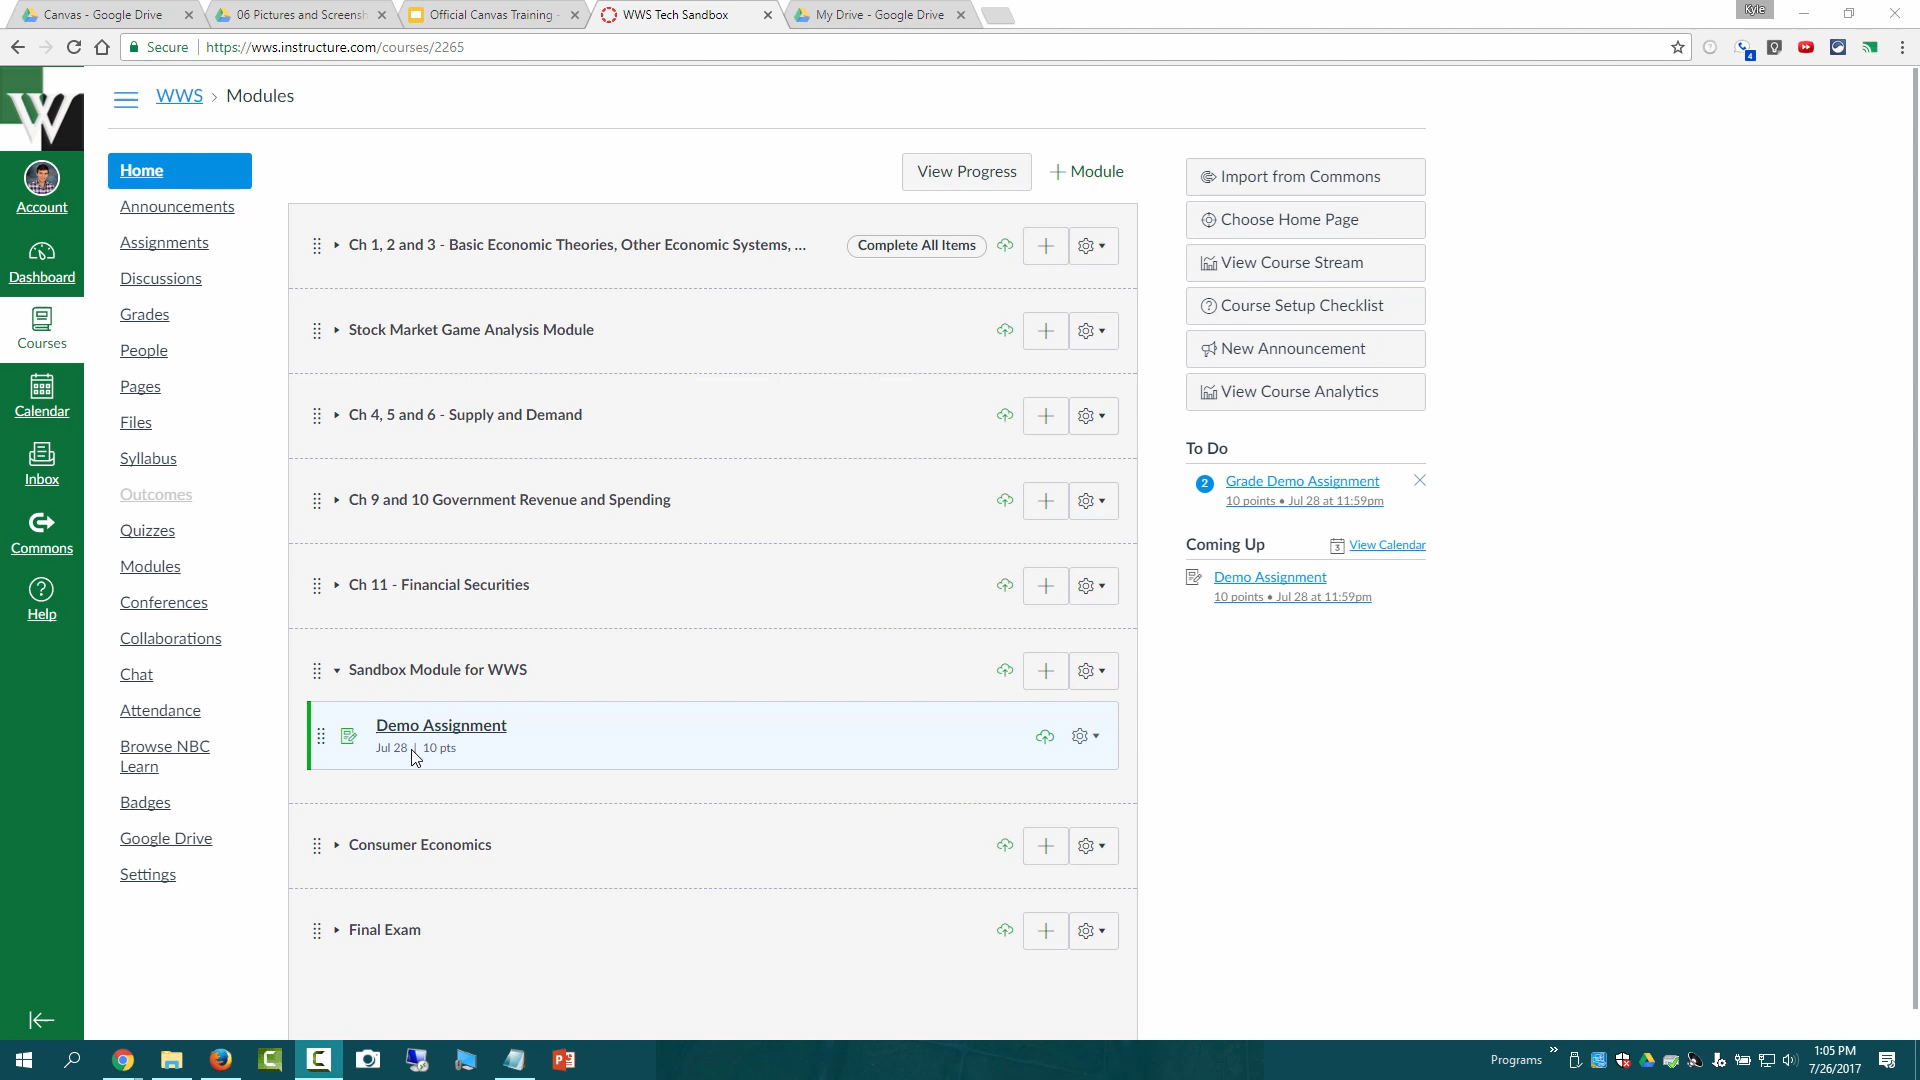 Canvas - Google Drive
06 Pictures and Screensh
Official Canvas Training -
WWS Tech Sandbox
My Drive - Google Drive
Kyle
Secure
https://wws.instructure.com/courses/2265
4
W
WWS > Modules
Account
Dashboard
Courses
Calendar
Inbox
Commons
Help
Home
Announcements
Assignments
Discussions
Grades
People
Pages
Files
Syllabus
Outcomes
Quizzes
Modules
Conferences
Collaborations
Chat
Attendance
Browse NBC
Learn
Badges
Google Drive
Settings
View Progress
+ Module
Ch 1, 2 and 3 - Basic Economic Theories, Other Economic Systems, ...
Complete All Items
Stock Market Game Analysis Module
Ch 4, 5 and 6 - Supply and Demand
Ch 9 and 10 Government Revenue and Spending
Ch 11 - Financial Securities
Sandbox Module for WWS
Demo Assignment
Jul 28 | 10 pts
Consumer Economics
Final Exam
Import from Commons
Choose Home Page
View Course Stream
Course Setup Checklist
New Announcement
View Course Analytics
To Do
2
Grade Demo Assignment
10 points • Jul 28 at 11:59pm
Coming Up
3
View Calendar
Demo Assignment
10 points • Jul 28 at 11:59pm
Programs
1:05 PM
7/26/2017